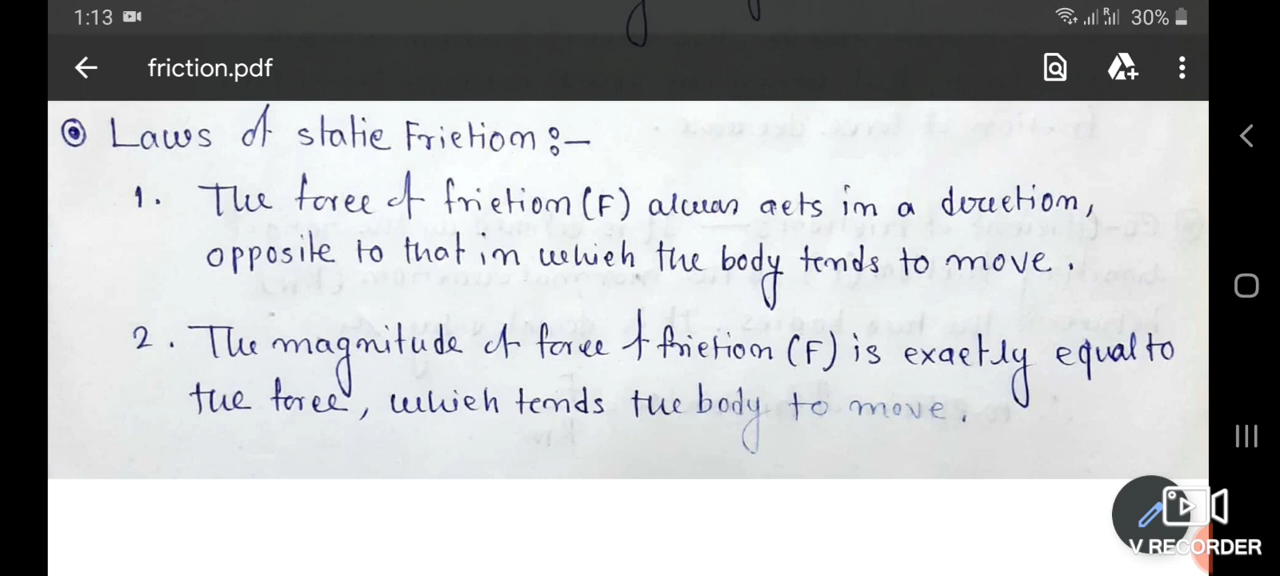 1:13
30%
friction.pdf
Laws of static Friction :-
1. The force of friction (F) always acts in a direction,
opposite to that in which the body tends to move.
2. The magnitude of force of friction (F) is exactly equal to
the force, which tends the body to move.
V RECORDER